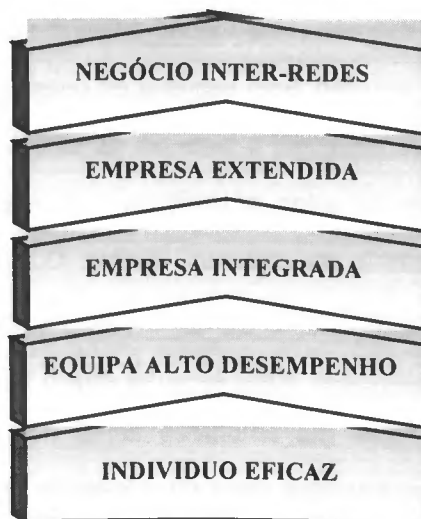 NEGÓCIO INTER-REDES
EMPRESA EXTENDIDA
EMPRESA INTEGRADA
EQUIPA ALTO DESEMPENHO
INDIVIDUO EFICAZ